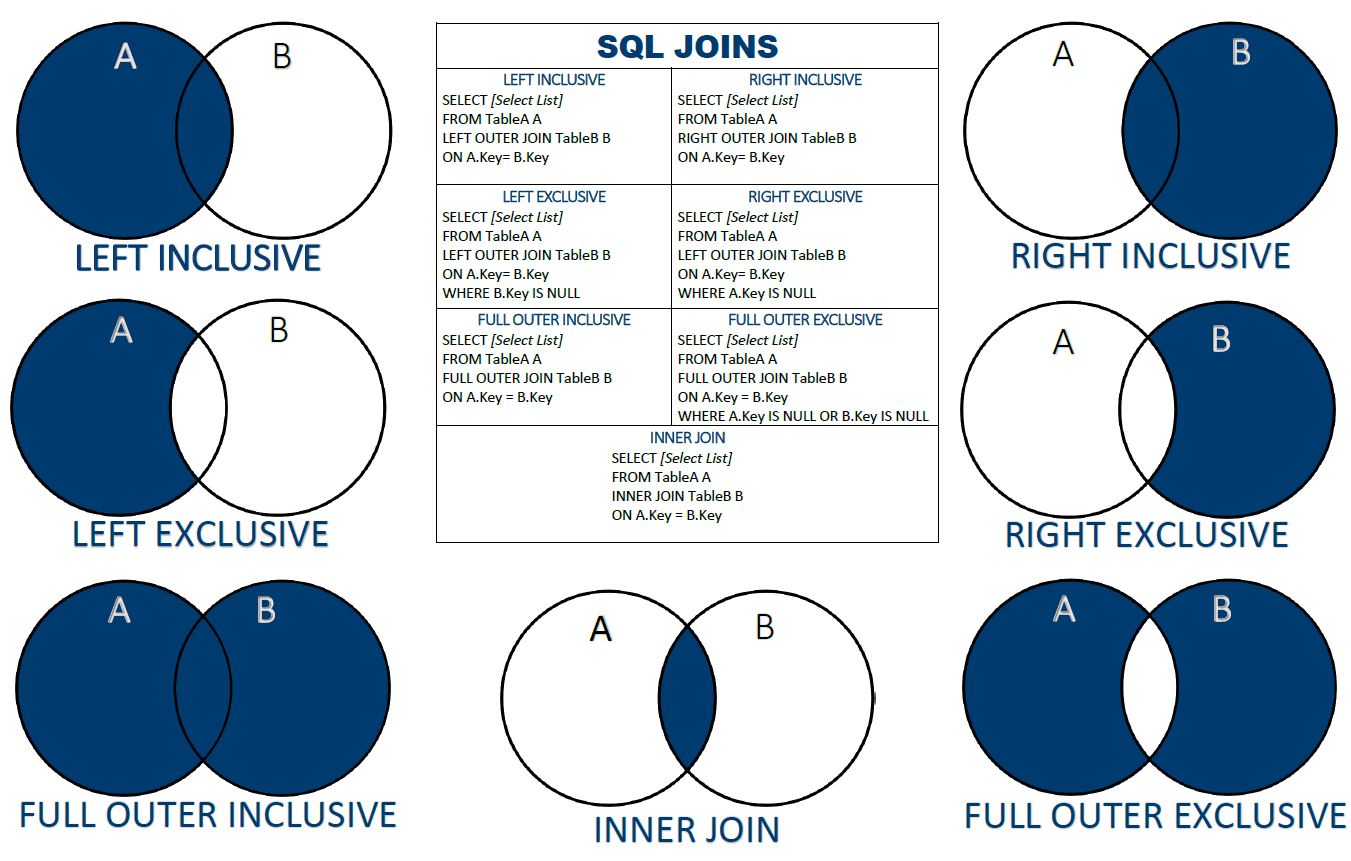 A
B
LEFT INCLUSIVE
SQL JOINS
LEFT INCLUSIVE
SELECT [Select List]
FROM TableA A
LEFT OUTER JOIN TableB B
ON A.Key= B.Key
RIGHT INCLUSIVE
SELECT [Select List]
FROM TableA A
RIGHT OUTER JOIN TableB B
ON A.Key= B.Key
LEFT EXCLUSIVE
SELECT [Select List]
FROM TableA A
LEFT OUTER JOIN TableB B
ON A.Key= B.Key
WHERE B.Key IS NULL
RIGHT EXCLUSIVE
SELECT [Select List]
FROM TableA A
LEFT OUTER JOIN TableB B
ON A.Key= B.Key
WHERE A.Key IS NULL
FULL OUTER INCLUSIVE
SELECT [Select List]
FROM TableA A
FULL OUTER JOIN TableB B
ON A.Key = B.Key
FULL OUTER EXCLUSIVE
SELECT [Select List]
FROM TableA A
FULL OUTER JOIN TableB B
ON A.Key = B.Key
WHERE A.Key IS NULL OR B.Key IS NULL
INNER JOIN
SELECT [Select List]
FROM TableA A
INNER JOIN TableB B
ON A.Key = B.Key
A
B
RIGHT INCLUSIVE
A
B
LEFT EXCLUSIVE
A
B
RIGHT EXCLUSIVE
A
B
FULL OUTER INCLUSIVE
A
B
INNER JOIN
A
B
FULL OUTER EXCLUSIVE